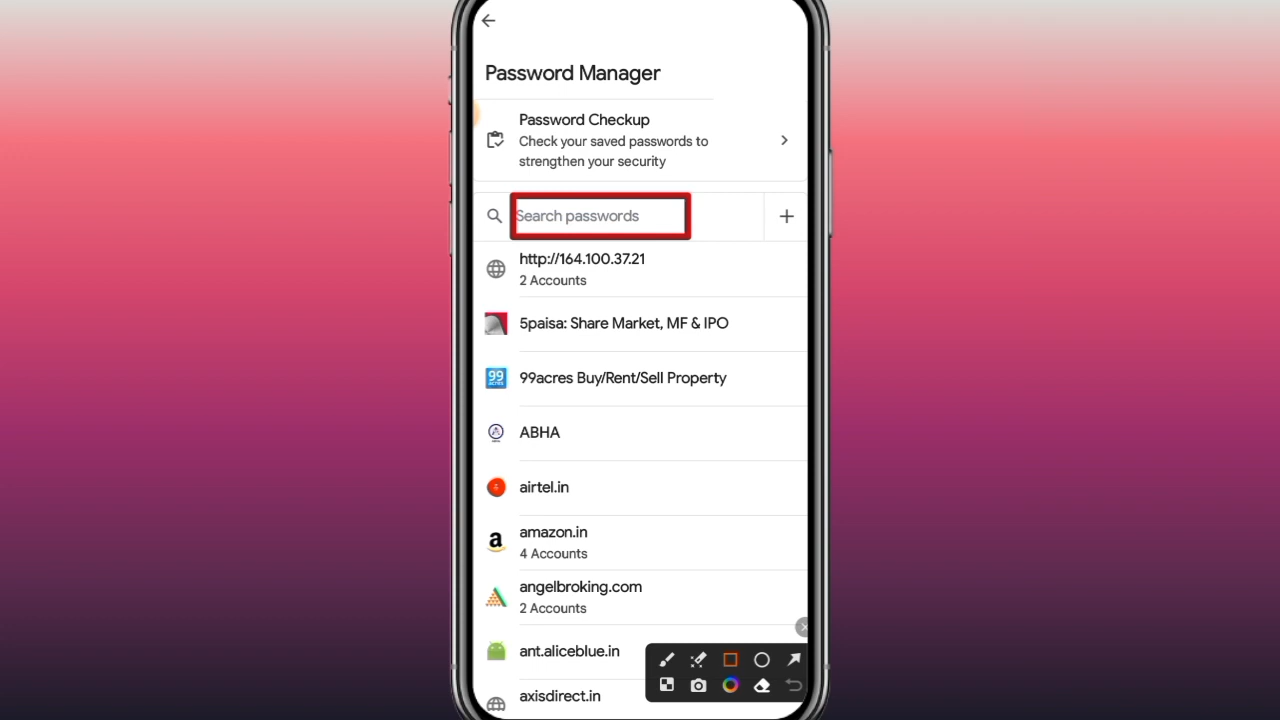 Password Manager
Password Checkup
Check your saved passwords to
strengthen your security
Search passwords
http://164.100.37.21
2 Accounts
5paisa: Share Market, MF & IPO
99
acres
99acres Buy/Rent/Sell Property
ABHA
airtel.in
a
amazon.in
4 Accounts
angelbroking.com
2 Accounts
ant.aliceblue.in
axisdirect.in